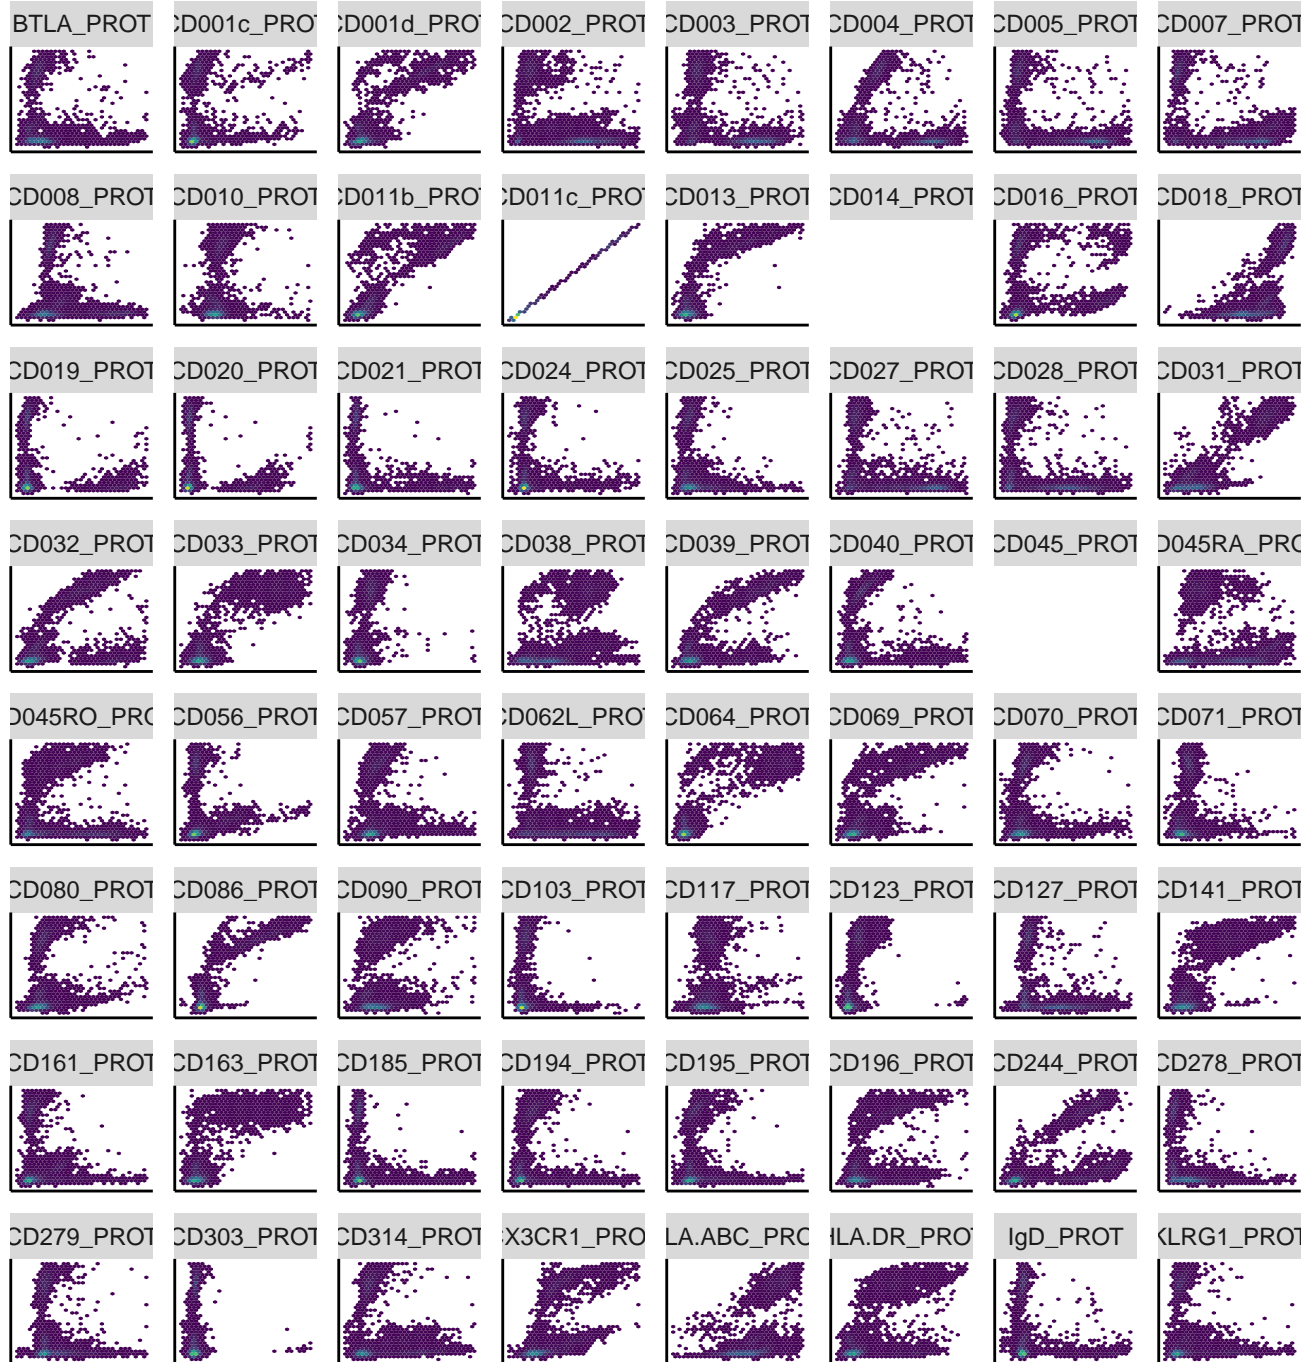 BTLA_PROT CD001c_PROT CD001d_PROT CD002_PROT CD003_PROT CD004_PROT CD005_PROT CD007_PROT
CD008_PROT CD010_PROT CD011b_PROT CD011c_PROT CD013_PROT CD014_PROT CD016_PROT CD018_PROT
CD019_PROT CD020_PROT CD021_PROT CD024_PROT CD025_PROT CD027_PROT CD028_PROT CD031_PROT
CD032_PROT CD033_PROT CD034_PROT CD038_PROT CD039_PROT CD040_PROT CD045_PROT D045RA_PRO
D045RO_PRO CD056_PROT CD057_PROT CD062L_PROT CD064_PROT CD069_PROT CD070_PROT CD071_PROT
CD080_PROT CD086_PROT CD090_PROT CD103_PROT CD117_PROT CD123_PROT CD127_PROT CD141_PROT
CD161_PROT CD163_PROT CD185_PROT CD194_PROT CD195_PROT CD196_PROT CD244_PROT CD278_PROT
CD279_PROT CD303_PROT CD314_PROT CX3CR1_PRO LA.ABC_PRO HLA.DR_PROT IgD_PROT KLRG1_PROT